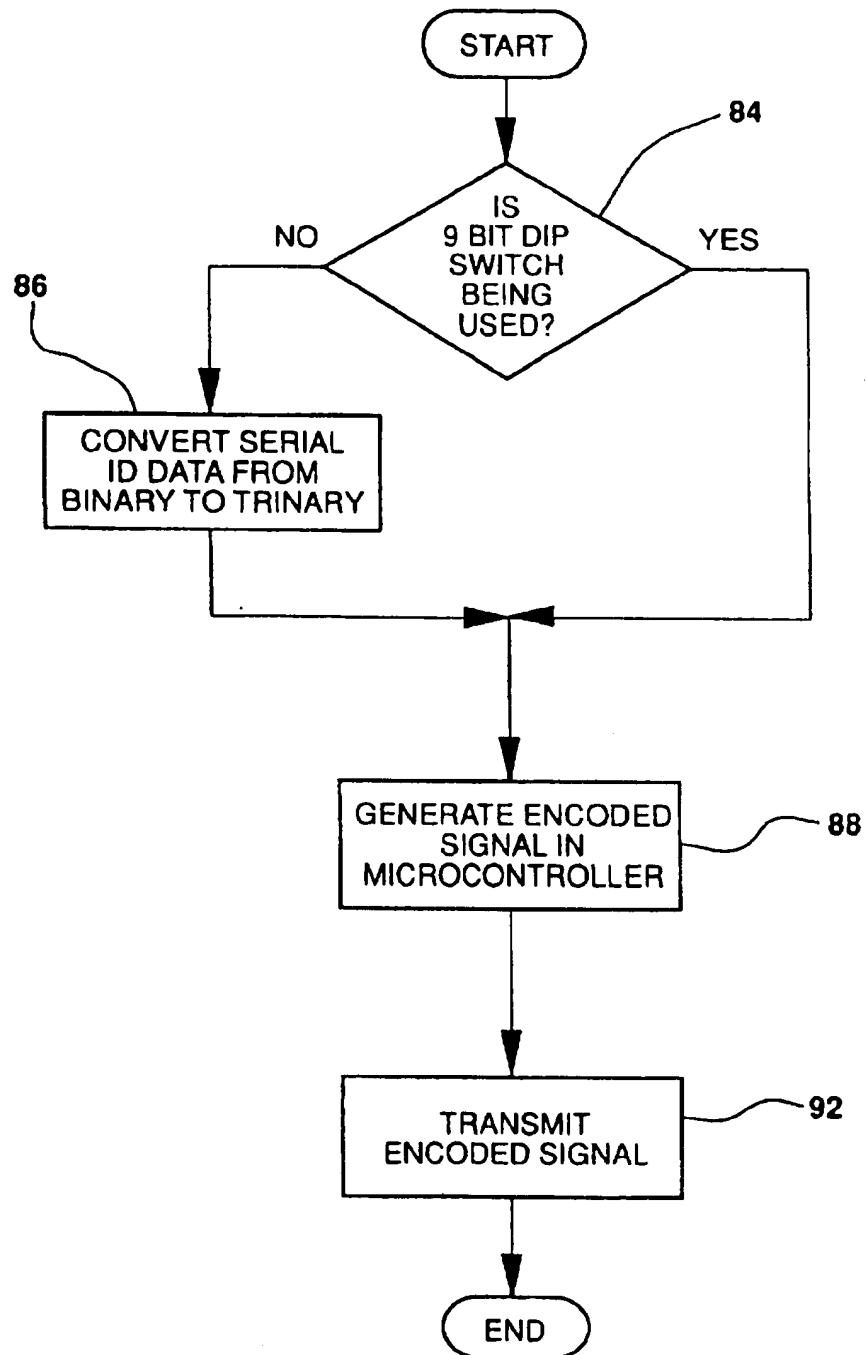 START
84
IS
9 BIT DIP
SWITCH
BEING
USED?
NO
YES
86
CONVERT SERIAL
ID DATA FROM
BINARY TO TRINARY
GENERATE ENCODED
SIGNAL IN
MICROCONTROLLER
88
TRANSMIT
ENCODED SIGNAL
92
END